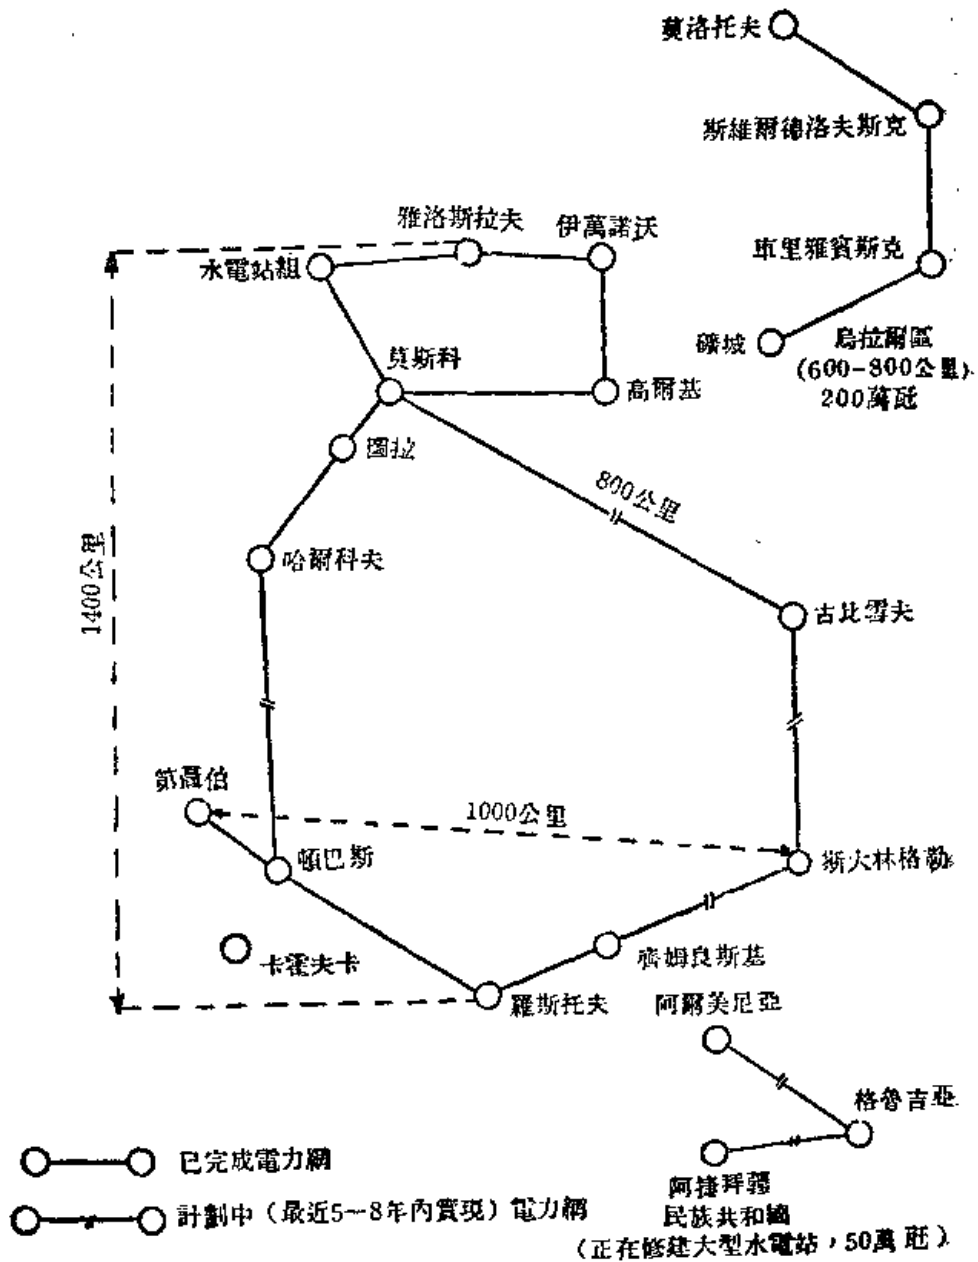 莫洛托夫
斯維爾德洛夫斯克
雅洛斯拉夫
伊萬諾沃
車里雅賓斯克
水電站組
礦城
烏拉爾區
(600-800公里)
200萬瓩
莫斯科
高爾基
圖拉
800公里
哈爾科夫
1400公里
古比雪夫
第聶伯
1000公里
頓巴斯
斯大林格勒
卡霍夫卡
齊姆良斯基
羅斯托夫
阿爾美尼亞
格魯吉亞
阿捷拜疆
民族共和國
(正在修建大型水電站，50萬瓩)
已完成電力網
計劃中（最近5～8年內實現）電力網